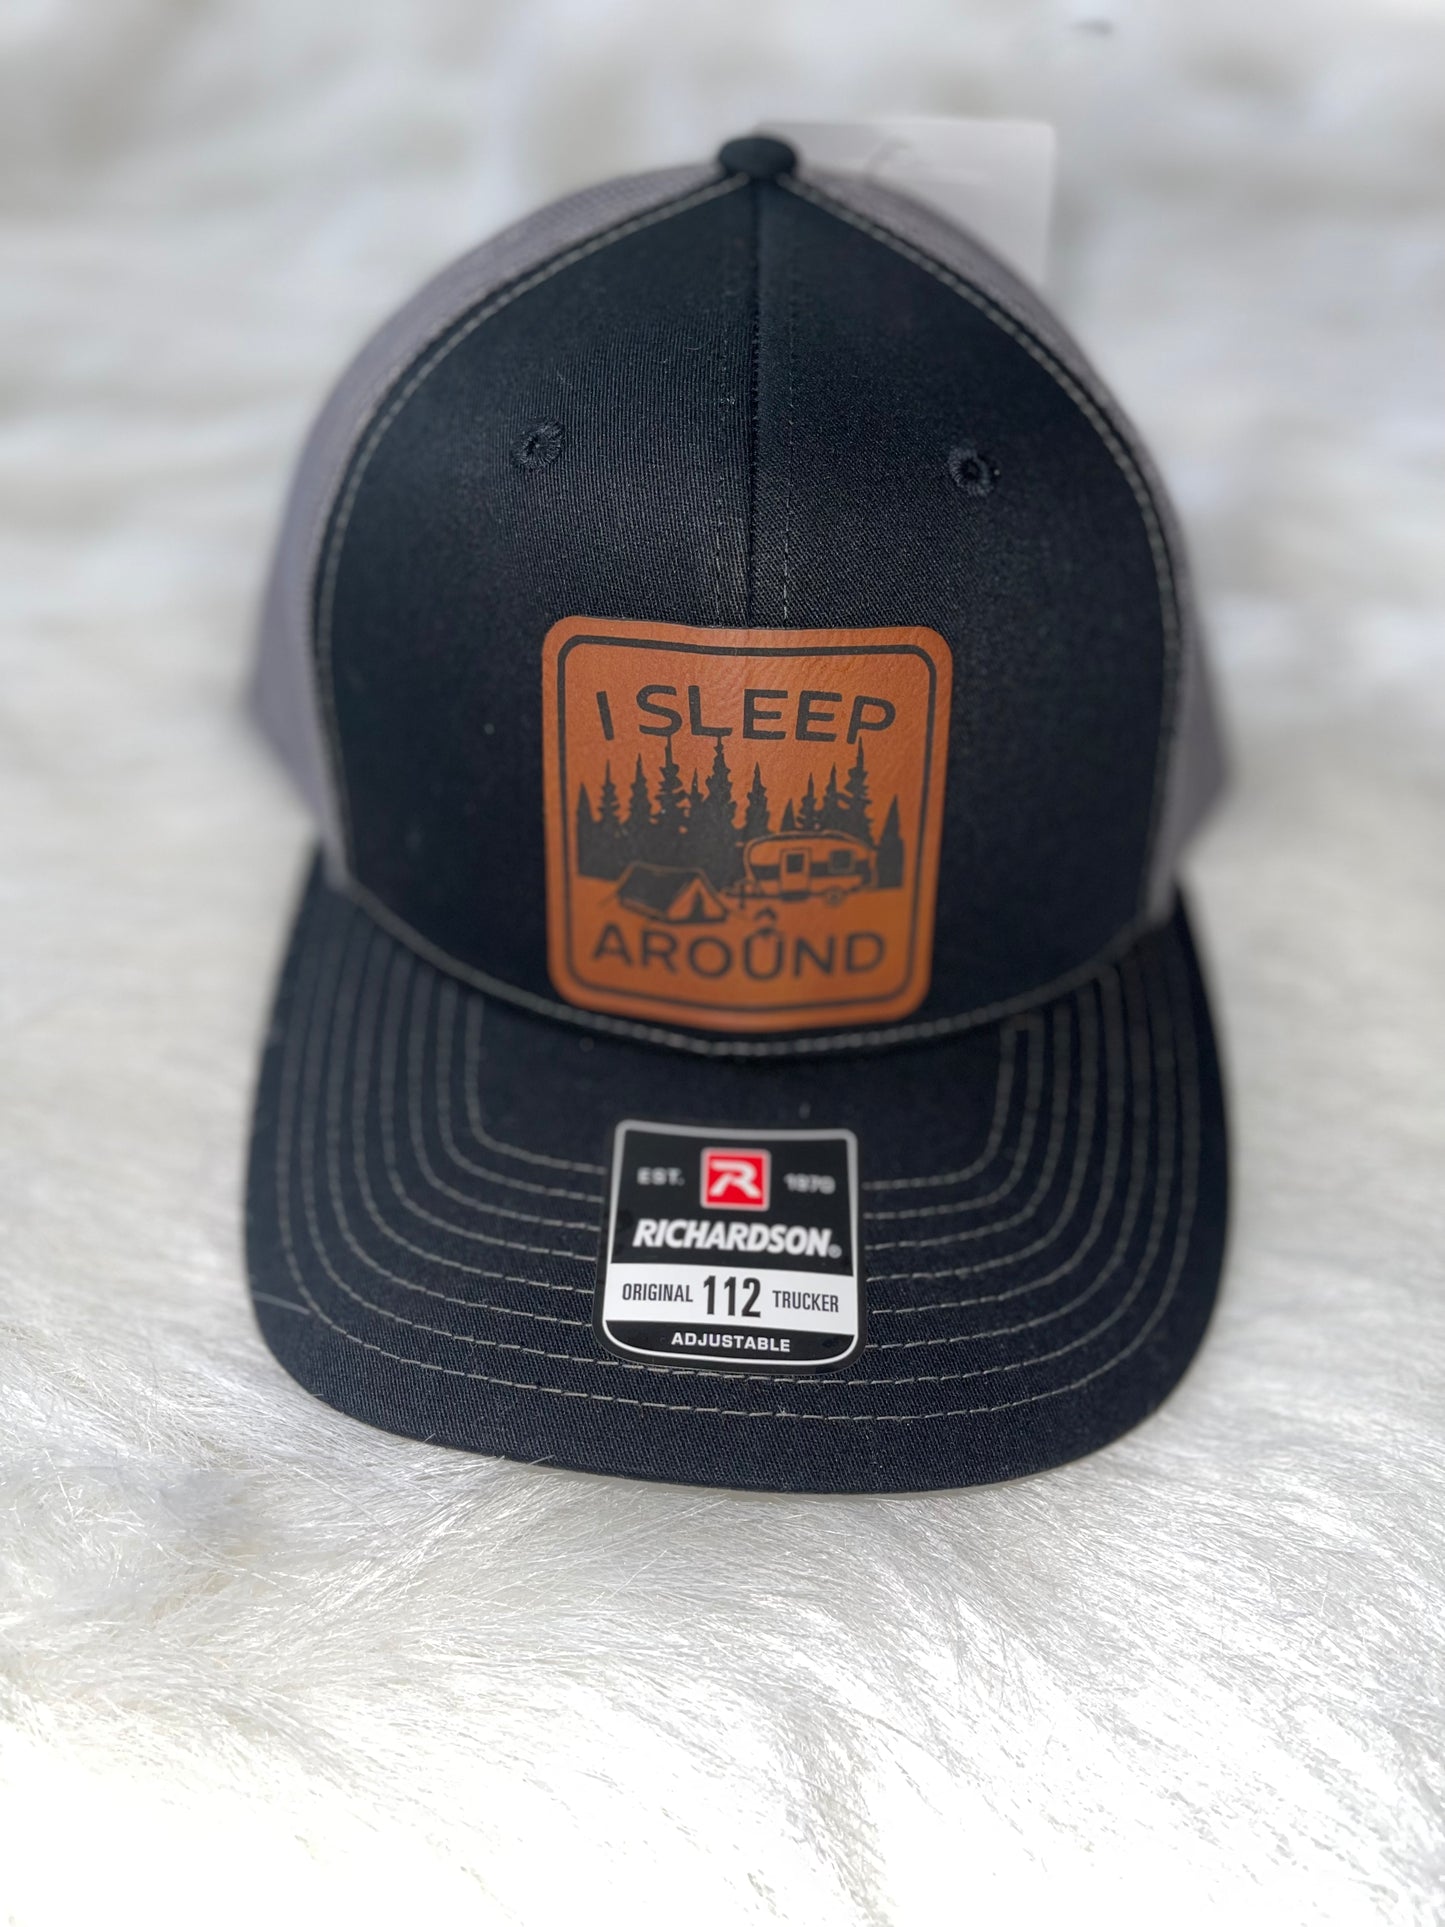 I SLEEP
AROÛND
EST. R 1970
RICHARDSON®
ORIGINAL 112 TRUCKER
ADJUSTABLE